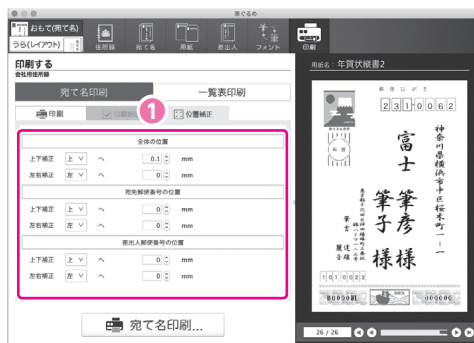 筆ぐるめ
おもて(宛て名)
うら(レイアウト)
住所録
宛て名
用紙
差出人
フォント
印刷
印刷する
会社用住所録
宛て名印刷
一覧表印刷
印刷
1
位置補正
全体の位置
上下補正 上 へ 0.1 mm
左右補正 左 へ 0 mm
宛先郵便番号の位置
上下補正 上 へ 0 mm
左右補正 左 へ 0 mm
差出人郵便番号の位置
上下補正 上 へ 0 mm
左右補正 左 へ 0 mm
宛て名印刷...
用紙名: 年賀状縦書2
郵便はがき
2310062
神奈川県横浜市中区桜木町一ー一
富士 筆彦 様
筆子 様
1010022
26 / 26